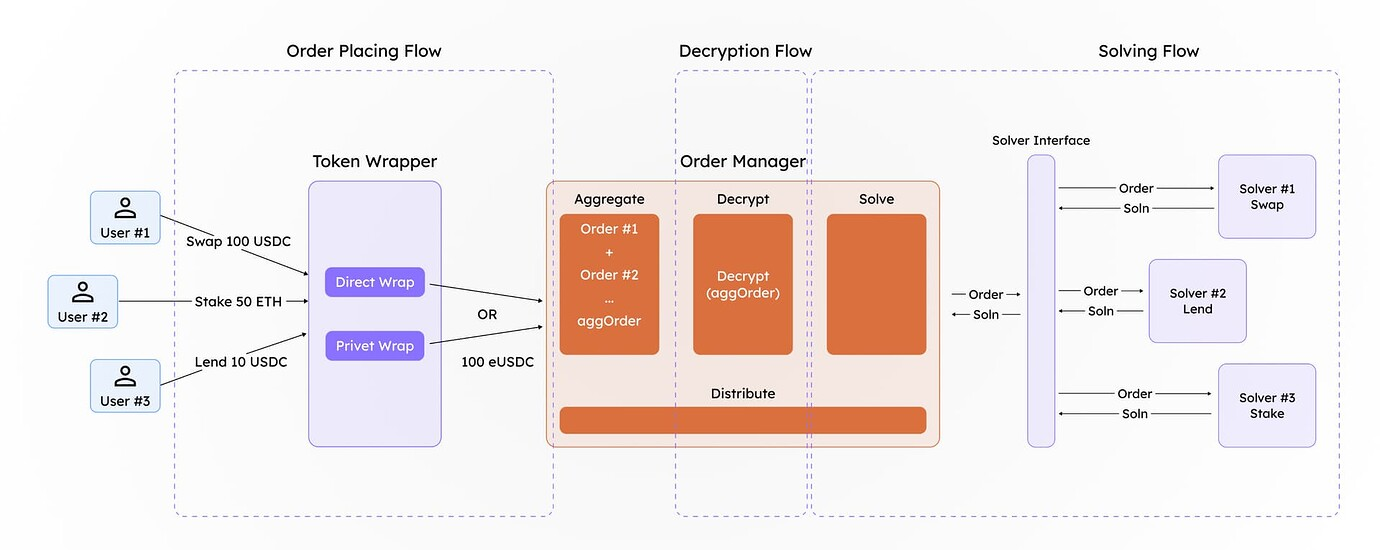 Order Placing Flow
Decryption Flow
Solving Flow
Token Wrapper
Order Manager
Solver Interface
User #1
User #2
User #3
Swap 100 USDC
Stake 50 ETH
Lend 10 USDC
Direct Wrap
Privet Wrap
OR
100 eUSDC
Aggregate
Order #1
+
Order #2
...
aggOrder
Decrypt
Decrypt
(aggOrder)
Solve
Distribute
Order
Soln
Order
Soln
Solver #1
Swap
Order
Soln
Solver #2
Lend
Order
Soln
Solver #3
Stake